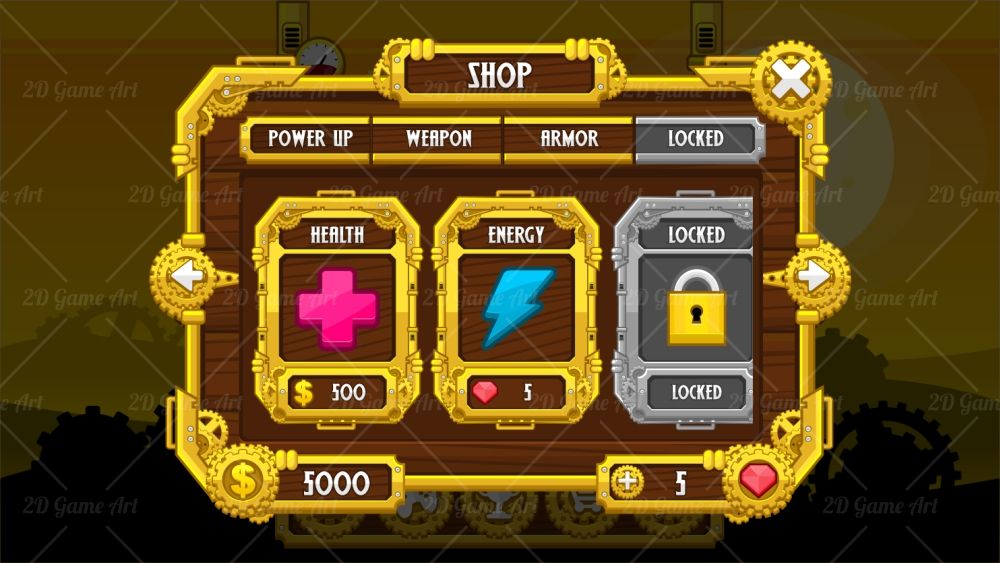 SHOP
POWER UP
WEAPON
ARMOR
LOCKED
HEALTH
ENERGY
LOCKED
$ 500
5
LOCKED
$ 5000
+ 5
2D Game Art